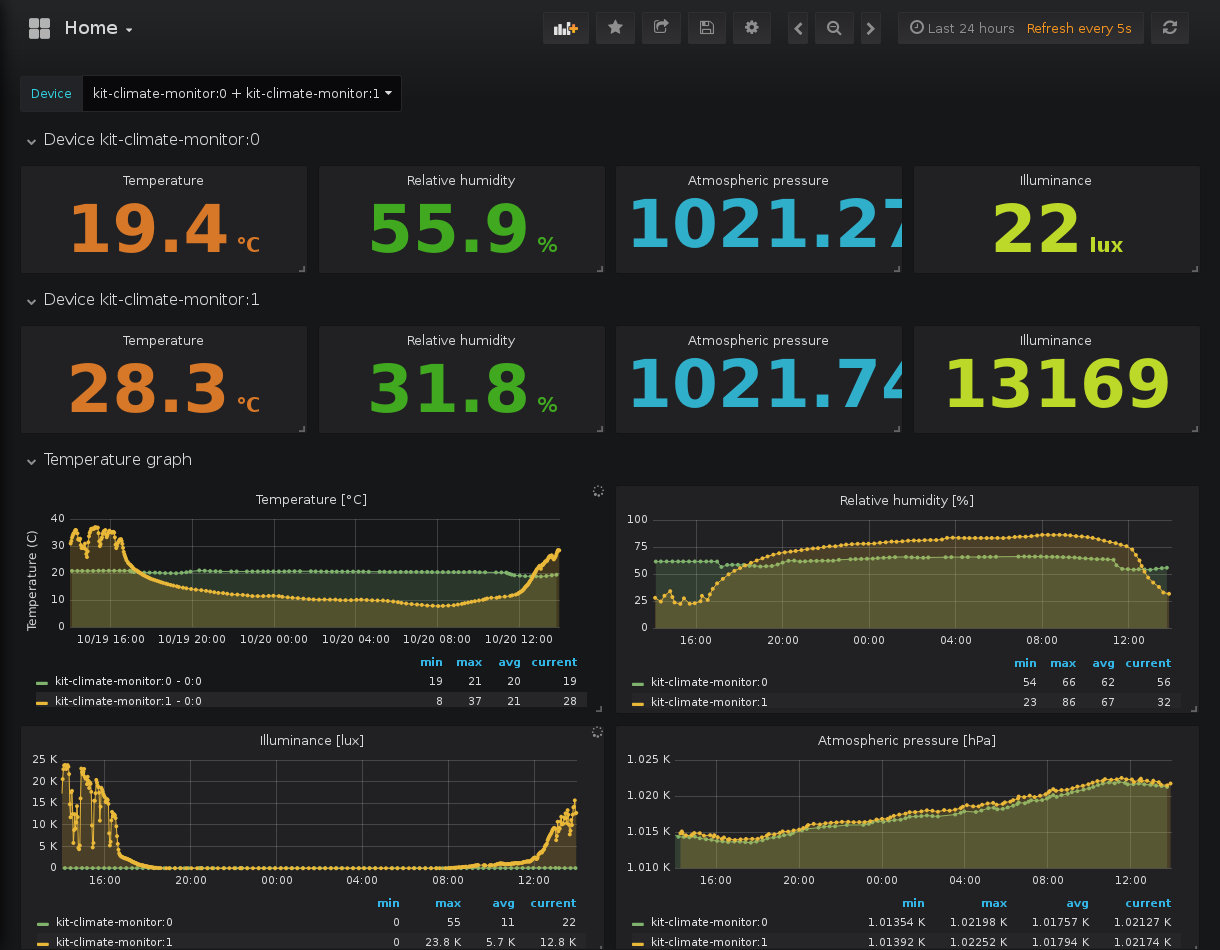 Home
Last 24 hours Refresh every 5s
Device kit-climate-monitor:0 + kit-climate-monitor:1
Device kit-climate-monitor:0
Temperature Relative humidity Atmospheric pressure Illuminance
19.4 °C 55.9 % 1021.27 22 lux
Device kit-climate-monitor:1
Temperature Relative humidity Atmospheric pressure Illuminance
28.3 °C 31.8 % 1021.74 13169
Temperature graph
Temperature [°C]
Temperature (C)
40
30
20
10
0
10/19 16:00 10/19 20:00 10/20 00:00 10/20 04:00 10/20 08:00 10/20 12:00
min max avg current
kit-climate-monitor:0 - 0:0 19 21 20 19
kit-climate-monitor:1 - 0:0 8 37 21 28
Relative humidity [%]
100
75
50
25
0
16:00 20:00 00:00 04:00 08:00 12:00
min max avg current
kit-climate-monitor:0 54 66 62 56
kit-climate-monitor:1 23 86 67 32
Illuminance [lux]
25 K
20 K
15 K
10 K
5 K
0
16:00 20:00 00:00 04:00 08:00 12:00
min max avg current
kit-climate-monitor:0 0 55 11 22
kit-climate-monitor:1 0 23.8 K 5.7 K 12.8 K
Atmospheric pressure [hPa]
1.025 K
1.020 K
1.015 K
1.010 K
16:00 20:00 00:00 04:00 08:00 12:00
min max avg current
kit-climate-monitor:0 1.01354 K 1.02198 K 1.01757 K 1.02127 K
kit-climate-monitor:1 1.01392 K 1.02252 K 1.01794 K 1.02174 K